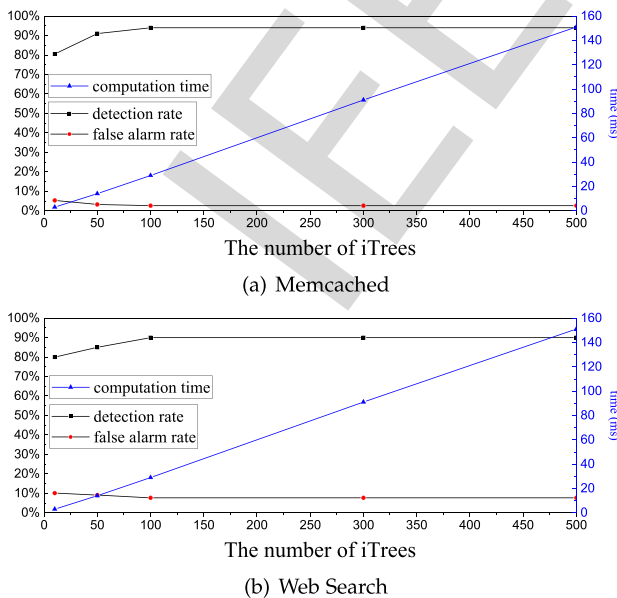 100%
90%
80%
70%
60%
50%
40%
30%
20%
10%
0%
computation time
detection rate
false alarm rate
160
140
120
100
80
60
40
20
0
time (ms)
0 50 100 150 200 250 300 350 400 450 500
The number of iTrees
(a) Memcached
100%
90%
80%
70%
60%
50%
40%
30%
20%
10%
0%
computation time
detection rate
false alarm rate
160
140
120
100
80
60
40
20
0
time (ms)
0 50 100 150 200 250 300 350 400 450 500
The number of iTrees
(b) Web Search